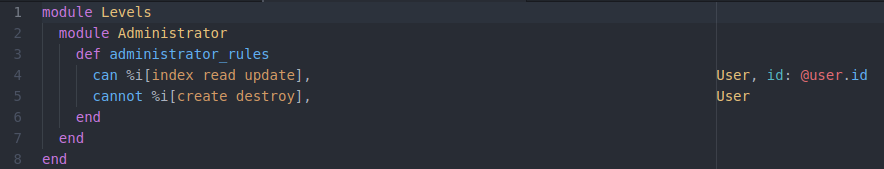 1 module Levels
2 module Administrator
3 def administrator_rules
4 can %i[index read update], User, id: @user.id
5 cannot %i[create destroy], User
6 end
7 end
8 end